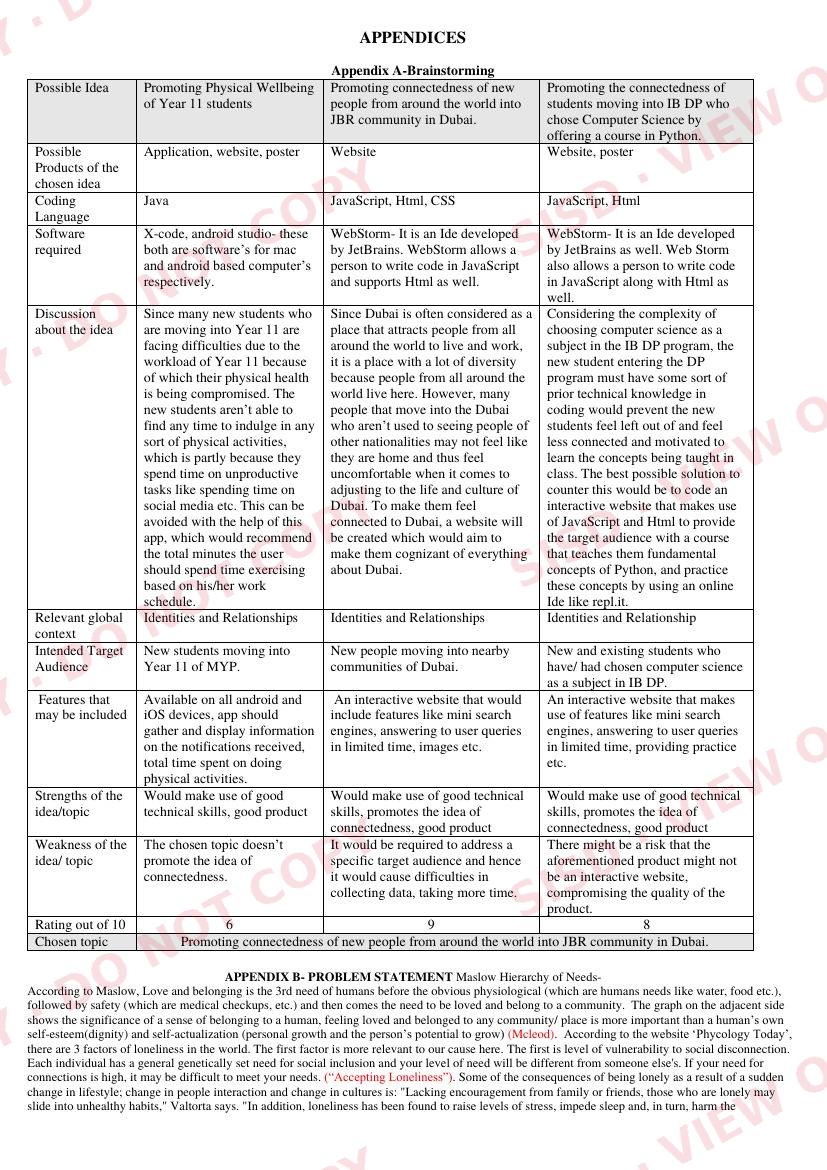 APPENDICES
Appendix A-Brainstorming
Possible Idea
Promoting Physical Wellbeing
of Year 11 students
Promoting connectedness of new
people from around the world into
JBR community in Dubai.
Promoting the connectedness of
students moving into IB DP who
chose Computer Science by
offering a course in Python.
Possible
Products of the
chosen idea
Application, website, poster
Website
Website, poster
Coding
Language
Java
JavaScript, Html, CSS
JavaScript, Html
Software
required
X-code, android studio- these
both are software's for mac
and android based computer's
respectively.
WebStorm- It is an Ide developed
by JetBrains. WebStorm allows a
person to write code in JavaScript
and supports Html as well.
WebStorm- It is an Ide developed
by JetBrains as well. Web Storm
also allows a person to write code
in JavaScript along with Html as
well.
Discussion
about the idea
Since many new students who
are moving into Year 11 are
facing difficulties due to the
workload of Year 11 because
of which their physical health
is being compromised. The
new students aren't able to
find any time to indulge in any
sort of physical activities,
which is partly because they
spend time on unproductive
tasks like spending time on
social media etc. This can be
avoided with the help of this
app, which would recommend
the total minutes the user
should spend time exercising
based on his/her work
schedule.
Since Dubai is often considered as a
place that attracts people from all
around the world to live and work,
it is a place with a lot of diversity
because people from all around the
world live here. However, many
people that move into the Dubai
who aren't used to seeing people of
other nationalities may not feel like
they are home and thus feel
uncomfortable when it comes to
adjusting to the life and culture of
Dubai. To make them feel
connected to Dubai, a website will
be created which would aim to
make them cognizant of everything
about Dubai.
Considering the complexity of
choosing computer science as a
subject in the IB DP program, the
new student entering the DP
program must have some sort of
prior technical knowledge in
coding would prevent the new
students feel left out of and feel
less connected and motivated to
learn the concepts being taught in
class. The best possible solution to
counter this would be to code an
interactive website that makes use
of JavaScript and Html to provide
the target audience with a course
that teaches them fundamental
concepts of Python, and practice
these concepts by using an online
Ide like repl.it.
Relevant global
context
Identities and Relationships
Identities and Relationships
Identities and Relationship
Intended Target
Audience
New students moving into
Year 11 of MYP.
New people moving into nearby
communities of Dubai.
New and existing students who
have/ had chosen computer science
as a subject in IB DP.
Features that
may be included
Available on all android and
iOS devices, app should
gather and display information
on the notifications received,
total time spent on doing
physical activities.
An interactive website that would
include features like mini search
engines, answering to user queries
in limited time, images etc.
An interactive website that makes
use of features like mini search
engines, answering to user queries
in limited time, providing practice
etc.
Strengths of the
idea/topic
Would make use of good
technical skills, good product
Would make use of good technical
skills, promotes the idea of
connectedness, good product
Would make use of good technical
skills, promotes the idea of
connectedness, good product
Weakness of the
idea/ topic
The chosen topic doesn't
promote the idea of
connectedness.
It would be required to address a
specific target audience and hence
it would cause difficulties in
collecting data, taking more time.
There might be a risk that the
aforementioned product might not
be an interactive website,
compromising the quality of the
product.
Rating out of 10
6
9
8
Chosen topic
Promoting connectedness of new people from around the world into JBR community in Dubai.
APPENDIX B- PROBLEM STATEMENT Maslow Hierarchy of Needs-
According to Maslow, Love and belonging is the 3rd need of humans before the obvious physiological (which are humans needs like water, food etc.),
followed by safety (which are medical checkups, etc.) and then comes the need to be loved and belong to a community. The graph on the adjacent side
shows the significance of a sense of belonging to a human, feeling loved and belonged to any community/ place is more important than a human's own
self-esteem(dignity) and self-actualization (personal growth and the person's potential to grow) (Mcleod). According to the website 'Phycology Today',
there are 3 factors of loneliness in the world. The first factor is more relevant to our cause here. The first is level of vulnerability to social disconnection.
Each individual has a general genetically set need for social inclusion and your level of need will be different from someone else's. If your need for
connections is high, it may be difficult to meet your needs. ("Accepting Loneliness"). Some of the consequences of being lonely as a result of a sudden
change in lifestyle; change in people interaction and change in cultures is: "Lacking encouragement from family or friends, those who are lonely may
slide into unhealthy habits," Valtorta says. "In addition, loneliness has been found to raise levels of stress, impede sleep and, in turn, harm the
SISD · VIEW O
Y · DO NOT COPY
SISD · VIEW O
Y · DO NOT COPY
SISD · VIEW O
Y · DO NOT COPY